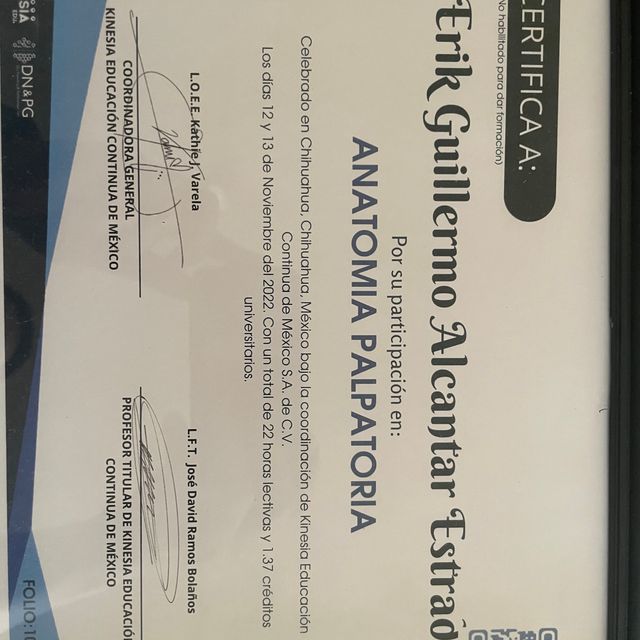 CERTIFICA A:
(No habilitado para dar formación)
Erik Guillermo Alcantar Estrad
Por su participación en:
ANATOMIA PALPATORIA
Celebrado en Chihuahua, Chihuahua, México bajo la coordinación de Kinesia Educación
Continua de México S.A. de C.V.
Los días 12 y 13 de Noviembre del 2022. Con un total de 22 horas lectivas y 1.37 créditos
universitarios.
L.O.E.E. Kathie J. Varela
COORDINADORA GENERAL
KINESIA EDUCACIÓN CONTINUA DE MÉXICO
L.F.T. José David Ramos Bolaños
PROFESOR TITULAR DE KINESIA EDUCACIÓN
CONTINUA DE MÉXICO
DN&PG
FOLIO:10